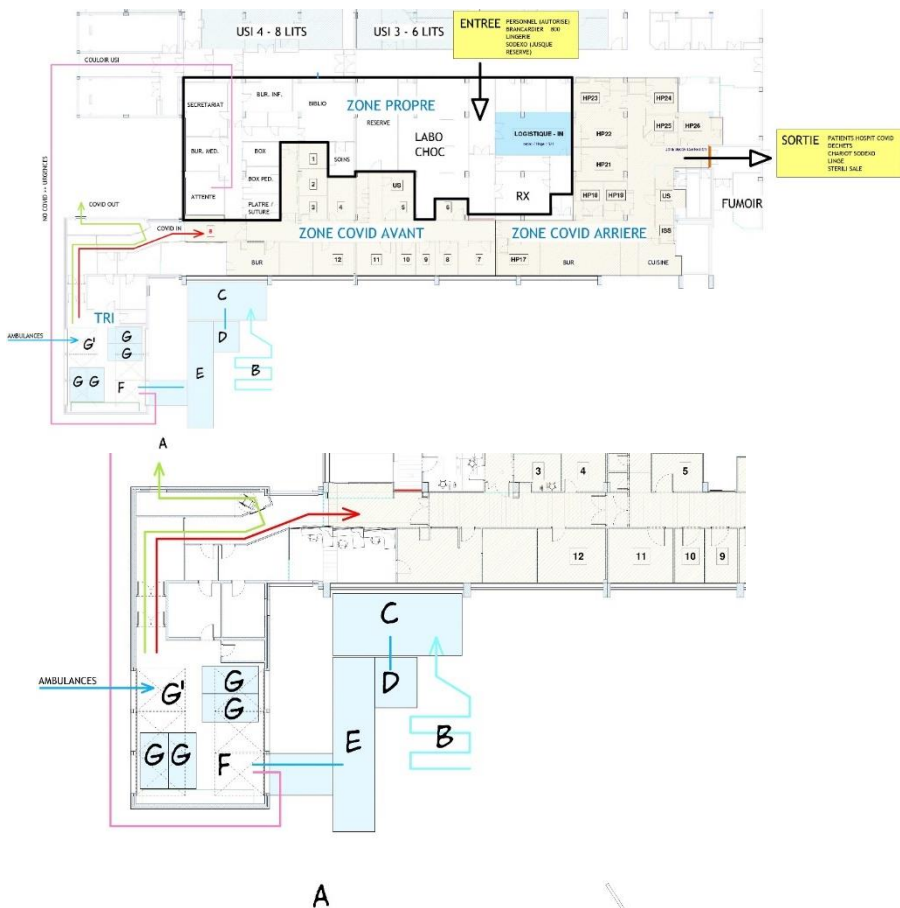 USI 4 - 8 LITS
USI 3 - 6 LITS
ENTREE
PERSONNEL (AUTORISE)
BRANCARDIER 800
LINGERIE
SODEXO (JUSQUE
RESERVE)
COULOIR USI
SECRETARIAT
BUR. INF.
BIBLIO
ZONE PROPRE
RESERVE
LABO
CHOC
LOGISTIQUE - IN
HP23
HP24
HP25
HP26
HP22
SORTIE
PATIENTS HOSPIT COVID
DECHETS
CHARIOT SODEXO
LINGE
STERILI SALE
BUR. MED.
BOX
1
SOINS
HP21
BOX PED.
2
US
RX
HP18
HP19
US
FUMOIR
ATTENTE
PLATRE /
SUTURE
3
4
5
6
NO COVID => URGENCES
COVID OUT
COVID IN
ZONE COVID AVANT
ZONE COVID ARRIERE
ISS
BUR
12
11
10
9
8
7
HP17
BUR
CUISINE
TRI
C
AMBULANCES
G'
G
G
D
G G
F
E
B
A
3
4
5
12
11
10
9
C
AMBULANCES
G'
G
G
D
B
G G
F
E
A